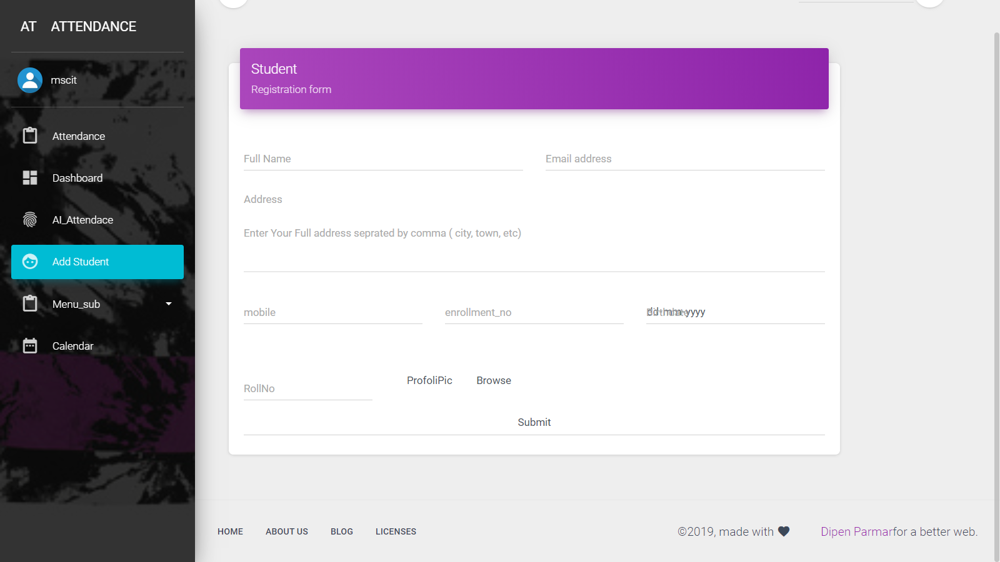 AT ATTENDANCE
mscit
Attendance
Dashboard
AI_Attendace
Add Student
Menu_sub
Calendar
Student
Registration form
Full Name
Email address
Address
Enter Your Full address seprated by comma ( city, town, etc)
mobile
enrollment_no
Birthdate
dd-mm-yyyy
RollNo
ProfoliPic
Browse
Submit
HOME
ABOUT US
BLOG
LICENSES
©2019, made with
Dipen Parmarfor a better web.